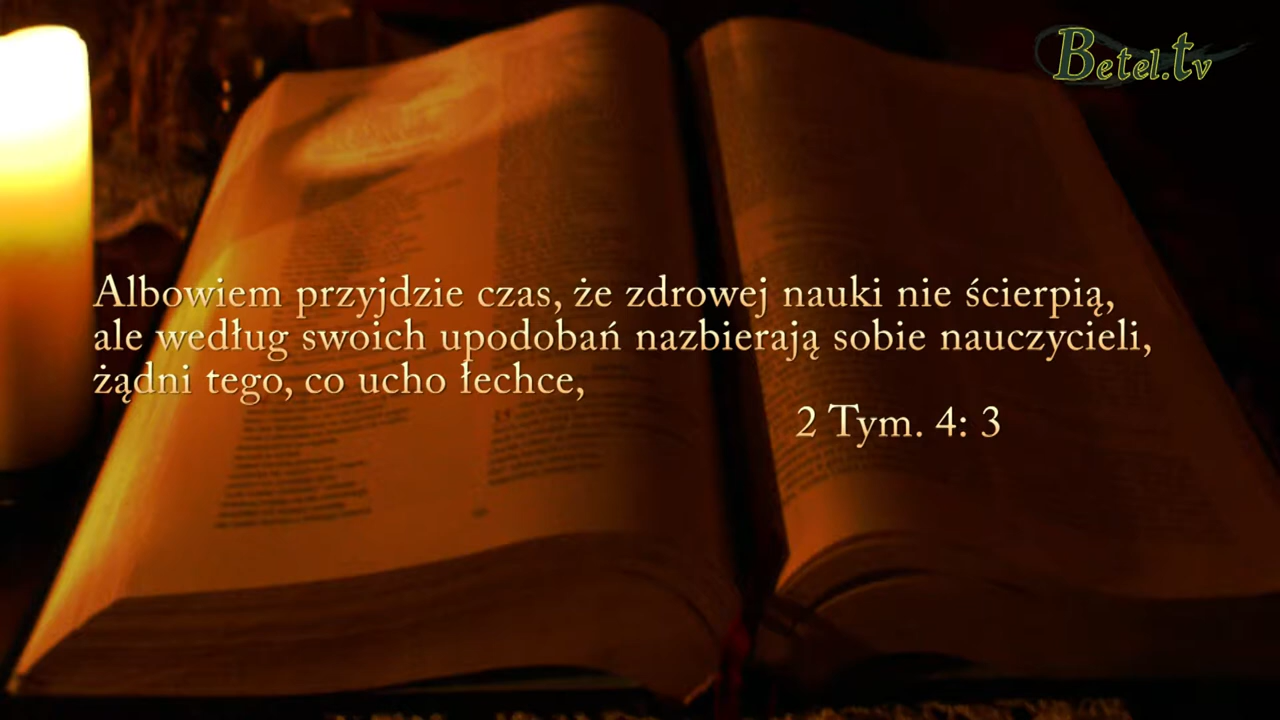 Betel.tv
Albowiem przyjdzie czas, że zdrowej nauki nie ścierpią,
ale według swoich upodobań nazbierają sobie nauczycieli,
żądni tego, co ucho łechce,
2 Tym. 4: 3